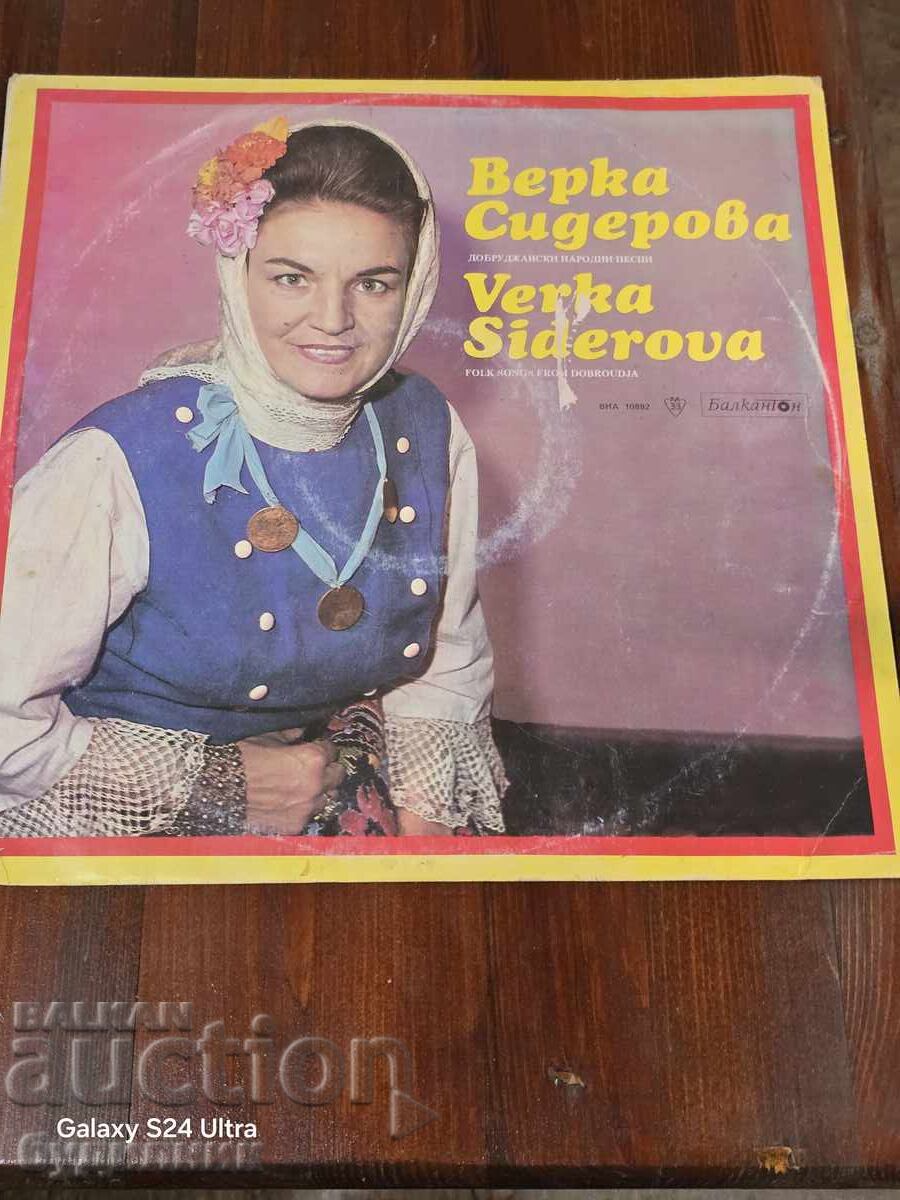 Верка
Сидерова
ДОБРУДЖАНСКИ НАРОДНИ ПЕСНИ
Verka
Siderova
FOLK SONGS FROM DOBROUDJA
ВНА 10892 33 Балкантон
BALKAN
auction
Galaxy S24 Ultra